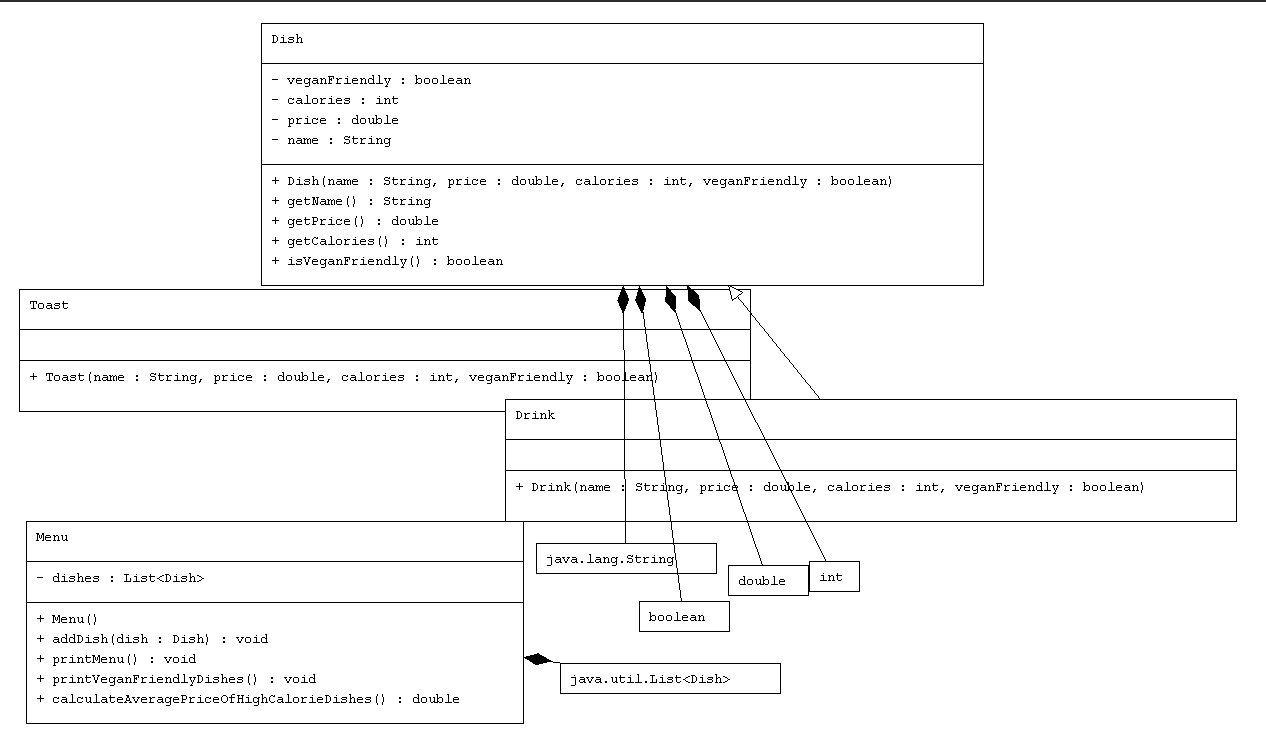 Dish
- veganFriendly : boolean
- calories : int
- price : double
- name : String
+ Dish(name : String, price : double, calories : int, veganFriendly : boolean)
+ getName() : String
+ getPrice() : double
+ getCalories() : int
+ isVeganFriendly() : boolean
Toast
+ Toast(name : String, price : double, calories : int, veganFriendly : boolean)
Drink
+ Drink(name : String, price : double, calories : int, veganFriendly : boolean)
Menu
- dishes : List<Dish>
+ Menu()
+ addDish(dish : Dish) : void
+ printMenu() : void
+ printVeganFriendlyDishes() : void
+ calculateAveragePriceOfHighCalorieDishes() : double
java.lang.String
double
int
boolean
java.util.List<Dish>